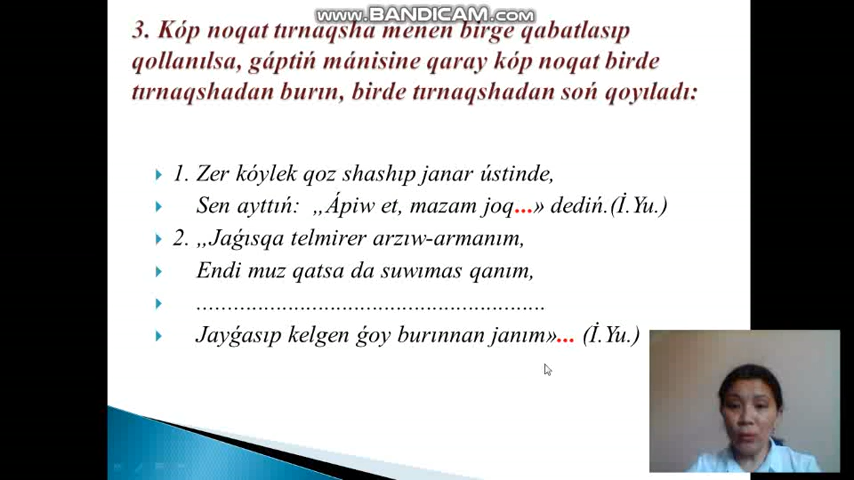 www.BANDICAM.com
3. Kóp noqat tırnaqsha menen birge qabatlasıp
qollanılsa, gáptiń mánisine qaray kóp noqat birde
tırnaqshadan burın, birde tırnaqshadan soń qoyıladı:
1. Zer kóylek qoz shashıp janar ústinde,
Sen ayttıń: „Ápiw et, mazam joq...» dediń.(İ.Yu.)
2. „Jaǵısqa telmirer arzıw-armanım,
Endi muz qatsa da suwımas qanım,
........................................................
Jayǵasıp kelgen ǵoy burınnan janım»... (İ.Yu.)